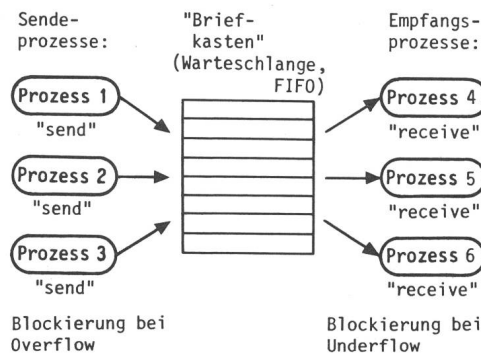 Sende-
prozesse:
"Brief-
kasten"
(Warteschlange,
FIFO)
Empfangs-
prozesse:
Prozess 1
"send"
Prozess 2
"send"
Prozess 3
"send"
Prozess 4
"receive"
Prozess 5
"receive"
Prozess 6
"receive"
Blockierung bei
Overflow
Blockierung bei
Underflow